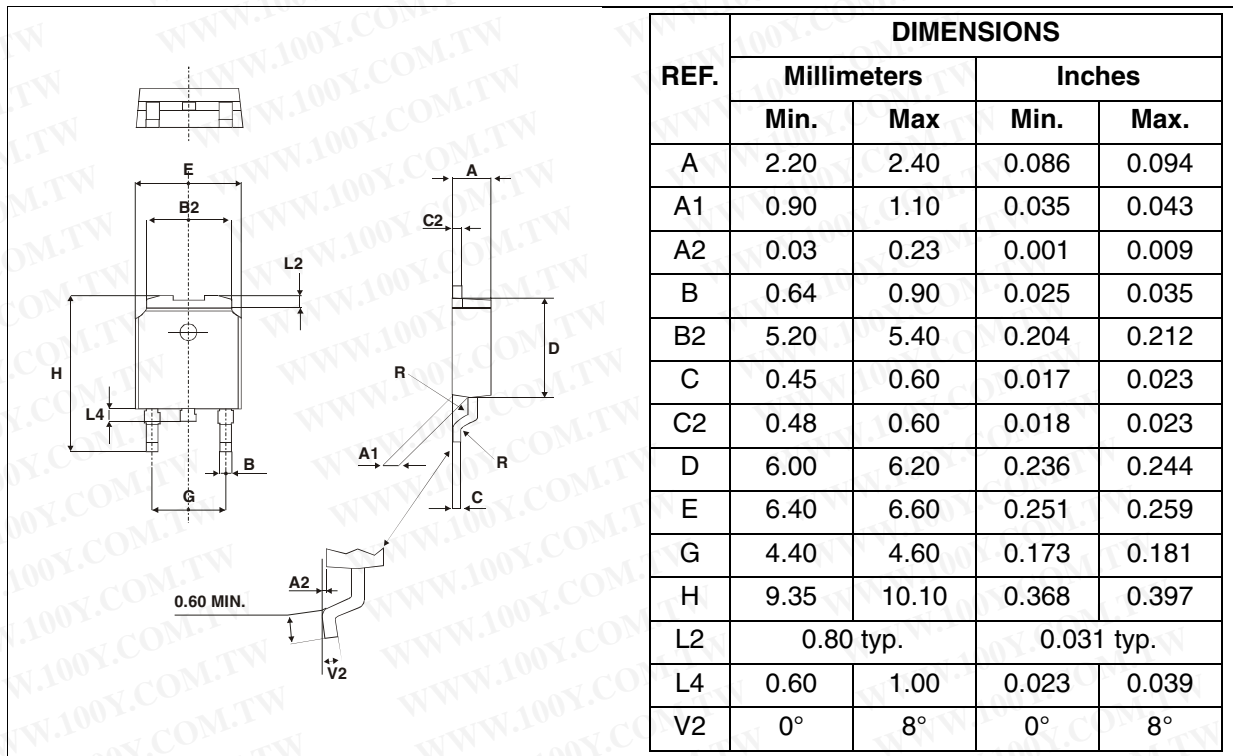 E
B2
L2
H
L4
B
G
A
C2
D
R
A1
R
C
A2
0.60 MIN.
V2
REF. DIMENSIONS
Millimeters Inches
Min. Max Min. Max.
A 2.20 2.40 0.086 0.094
A1 0.90 1.10 0.035 0.043
A2 0.03 0.23 0.001 0.009
B 0.64 0.90 0.025 0.035
B2 5.20 5.40 0.204 0.212
C 0.45 0.60 0.017 0.023
C2 0.48 0.60 0.018 0.023
D 6.00 6.20 0.236 0.244
E 6.40 6.60 0.251 0.259
G 4.40 4.60 0.173 0.181
H 9.35 10.10 0.368 0.397
L2 0.80 typ. 0.031 typ.
L4 0.60 1.00 0.023 0.039
V2 0° 8° 0° 8°
WWW.100Y.COM.TW